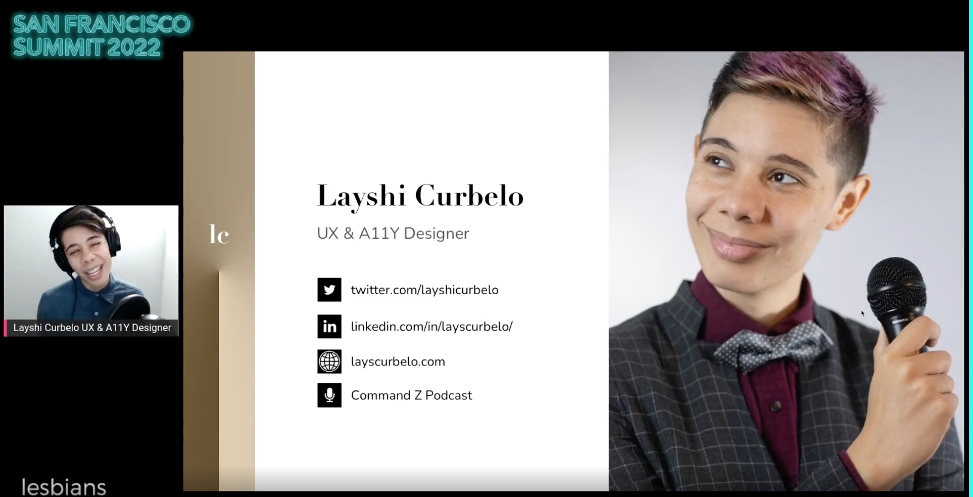 SAN FRANCISCO
SUMMIT 2022
Layshi Curbelo UX & A11Y Designer
lesbians
lc
Layshi Curbelo
UX & A11Y Designer
twitter.com/layshicurbelo
linkedin.com/in/layscurbelo/
layscurbelo.com
Command Z Podcast